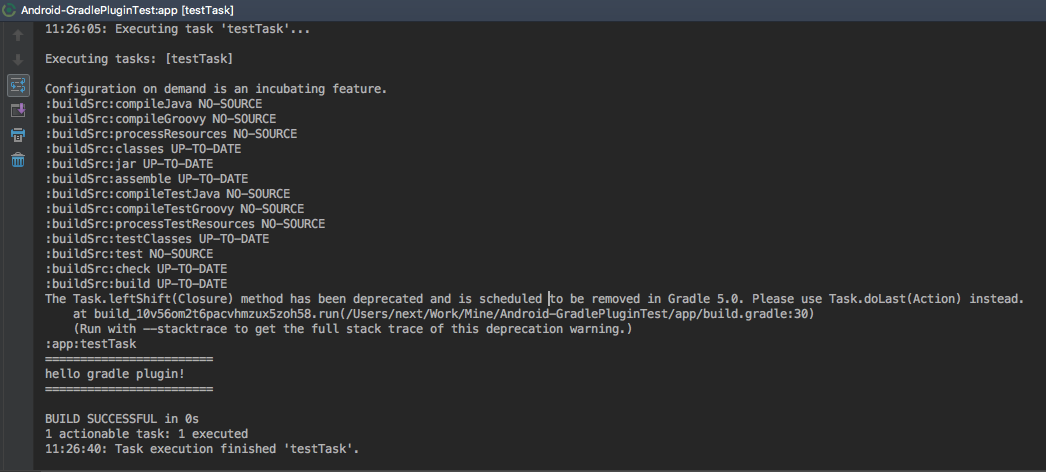 Android-GradlePluginTest:app [testTask]
11:26:05: Executing task 'testTask'...
Executing tasks: [testTask]
Configuration on demand is an incubating feature.
:buildSrc:compileJava NO-SOURCE
:buildSrc:compileGroovy NO-SOURCE
:buildSrc:processResources NO-SOURCE
:buildSrc:classes UP-TO-DATE
:buildSrc:jar UP-TO-DATE
:buildSrc:assemble UP-TO-DATE
:buildSrc:compileTestJava NO-SOURCE
:buildSrc:compileTestGroovy NO-SOURCE
:buildSrc:processTestResources NO-SOURCE
:buildSrc:testClasses UP-TO-DATE
:buildSrc:test NO-SOURCE
:buildSrc:check UP-TO-DATE
:buildSrc:build UP-TO-DATE
The Task.leftShift(Closure) method has been deprecated and is scheduled to be removed in Gradle 5.0. Please use Task.doLast(Action) instead.
at build_10v56om2t6pacvhmzux5zoh58.run(/Users/next/Work/Mine/Android-GradlePluginTest/app/build.gradle:30)
(Run with --stacktrace to get the full stack trace of this deprecation warning.)
:app:testTask
========================
hello gradle plugin!
========================
BUILD SUCCESSFUL in 0s
1 actionable task: 1 executed
11:26:40: Task execution finished 'testTask'.